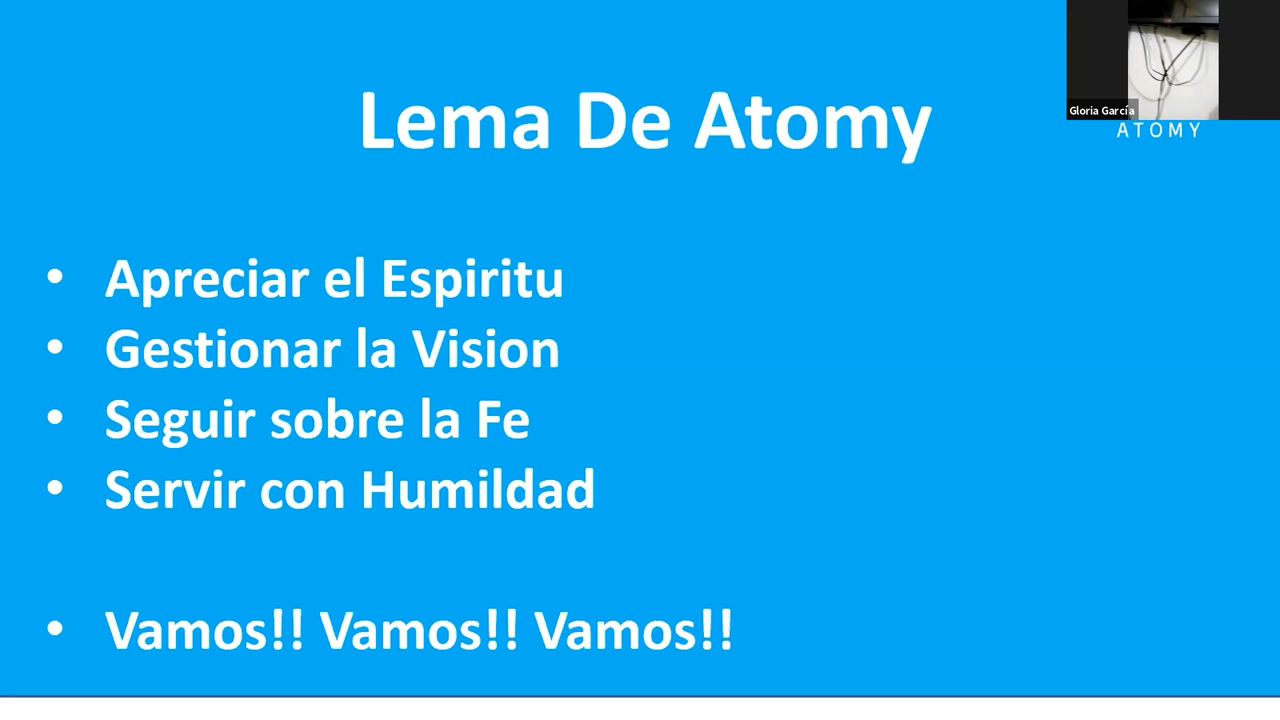 Lema De Atomy
Gloria García
ATOMY
• Apreciar el Espiritu
• Gestionar la Vision
• Seguir sobre la Fe
• Servir con Humildad
• Vamos!! Vamos!! Vamos!!